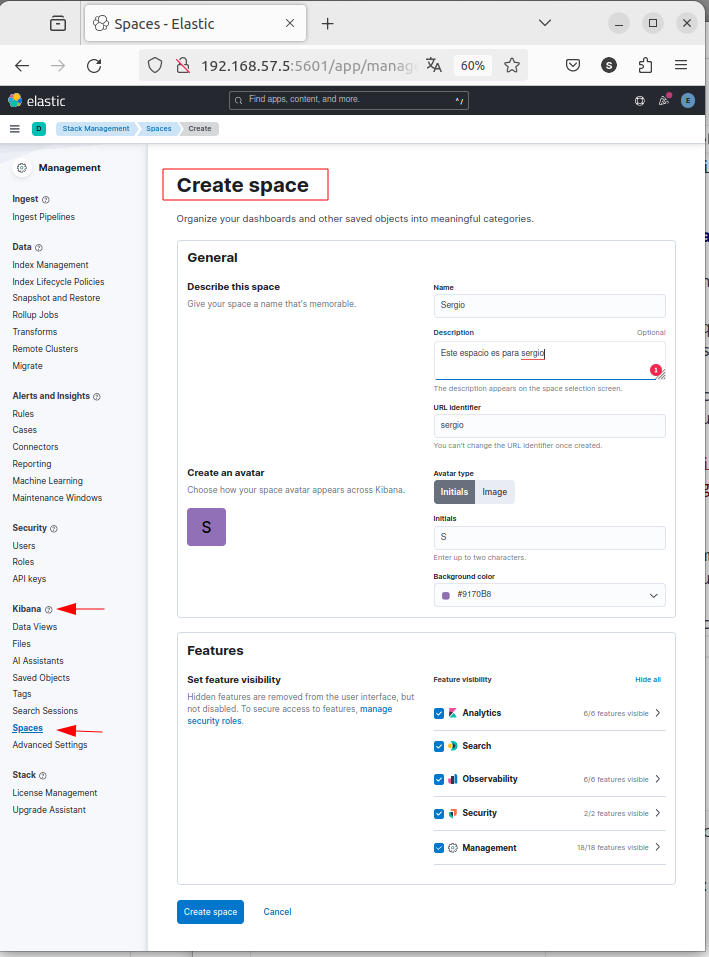 Spaces - Elastic
192.168.57.5:5601/app/manage
60%
S
elastic
Find apps, content, and more.
^/
E
D
Stack Management
Spaces
Create
Management
Ingest
Ingest Pipelines
Data
Index Management
Index Lifecycle Policies
Snapshot and Restore
Rollup Jobs
Transforms
Remote Clusters
Migrate
Alerts and Insights
Rules
Cases
Connectors
Reporting
Machine Learning
Maintenance Windows
Security
Users
Roles
API keys
Kibana
Data Views
Files
AI Assistants
Saved Objects
Tags
Search Sessions
Spaces
Advanced Settings
Stack
License Management
Upgrade Assistant
Create space
Organize your dashboards and other saved objects into meaningful categories.
General
Describe this space
Give your space a name that's memorable.
Name
Sergio
Description Optional
Este espacio es para sergio
1
The description appears on the space selection screen.
URL identifier
sergio
You can't change the URL identifier once created.
Create an avatar
Choose how your space avatar appears across Kibana.
S
Avatar type
Initials Image
Initials
S
Enter up to two characters.
Background color
#9170B8
Features
Set feature visibility
Hidden features are removed from the user interface, but
not disabled. To secure access to features, manage
security roles.
Feature visibility Hide all
Analytics 6/6 features visible
Search
Observability 6/6 features visible
Security 2/2 features visible
Management 18/18 features visible
Create space
Cancel